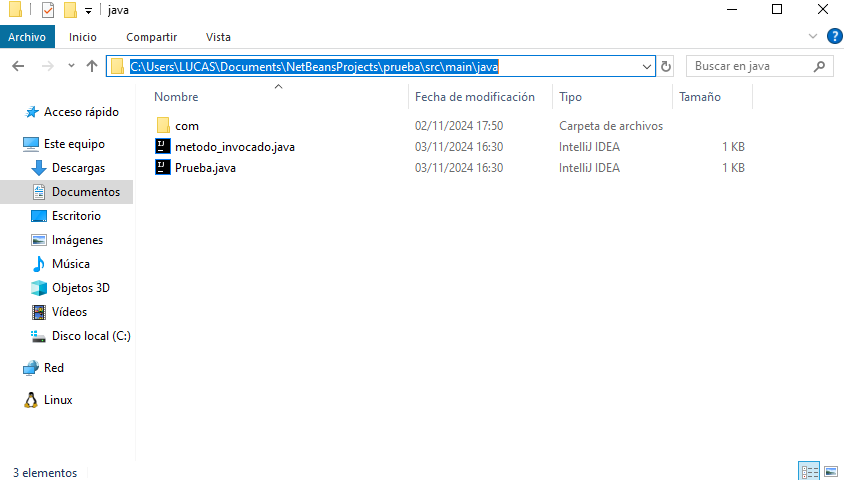 java
Archivo Inicio Compartir Vista
C:\Users\LUCAS\Documents\NetBeansProjects\prueba\src\main\java Buscar en java
Nombre Fecha de modificación Tipo Tamaño
com 02/11/2024 17:50 Carpeta de archivos
metodo_invocado.java 03/11/2024 16:30 IntelliJ IDEA 1 KB
Prueba.java 03/11/2024 16:30 IntelliJ IDEA 1 KB
Acceso rápido
Este equipo
Descargas
Documentos
Escritorio
Imágenes
Música
Objetos 3D
Vídeos
Disco local (C:)
Red
Linux
3 elementos